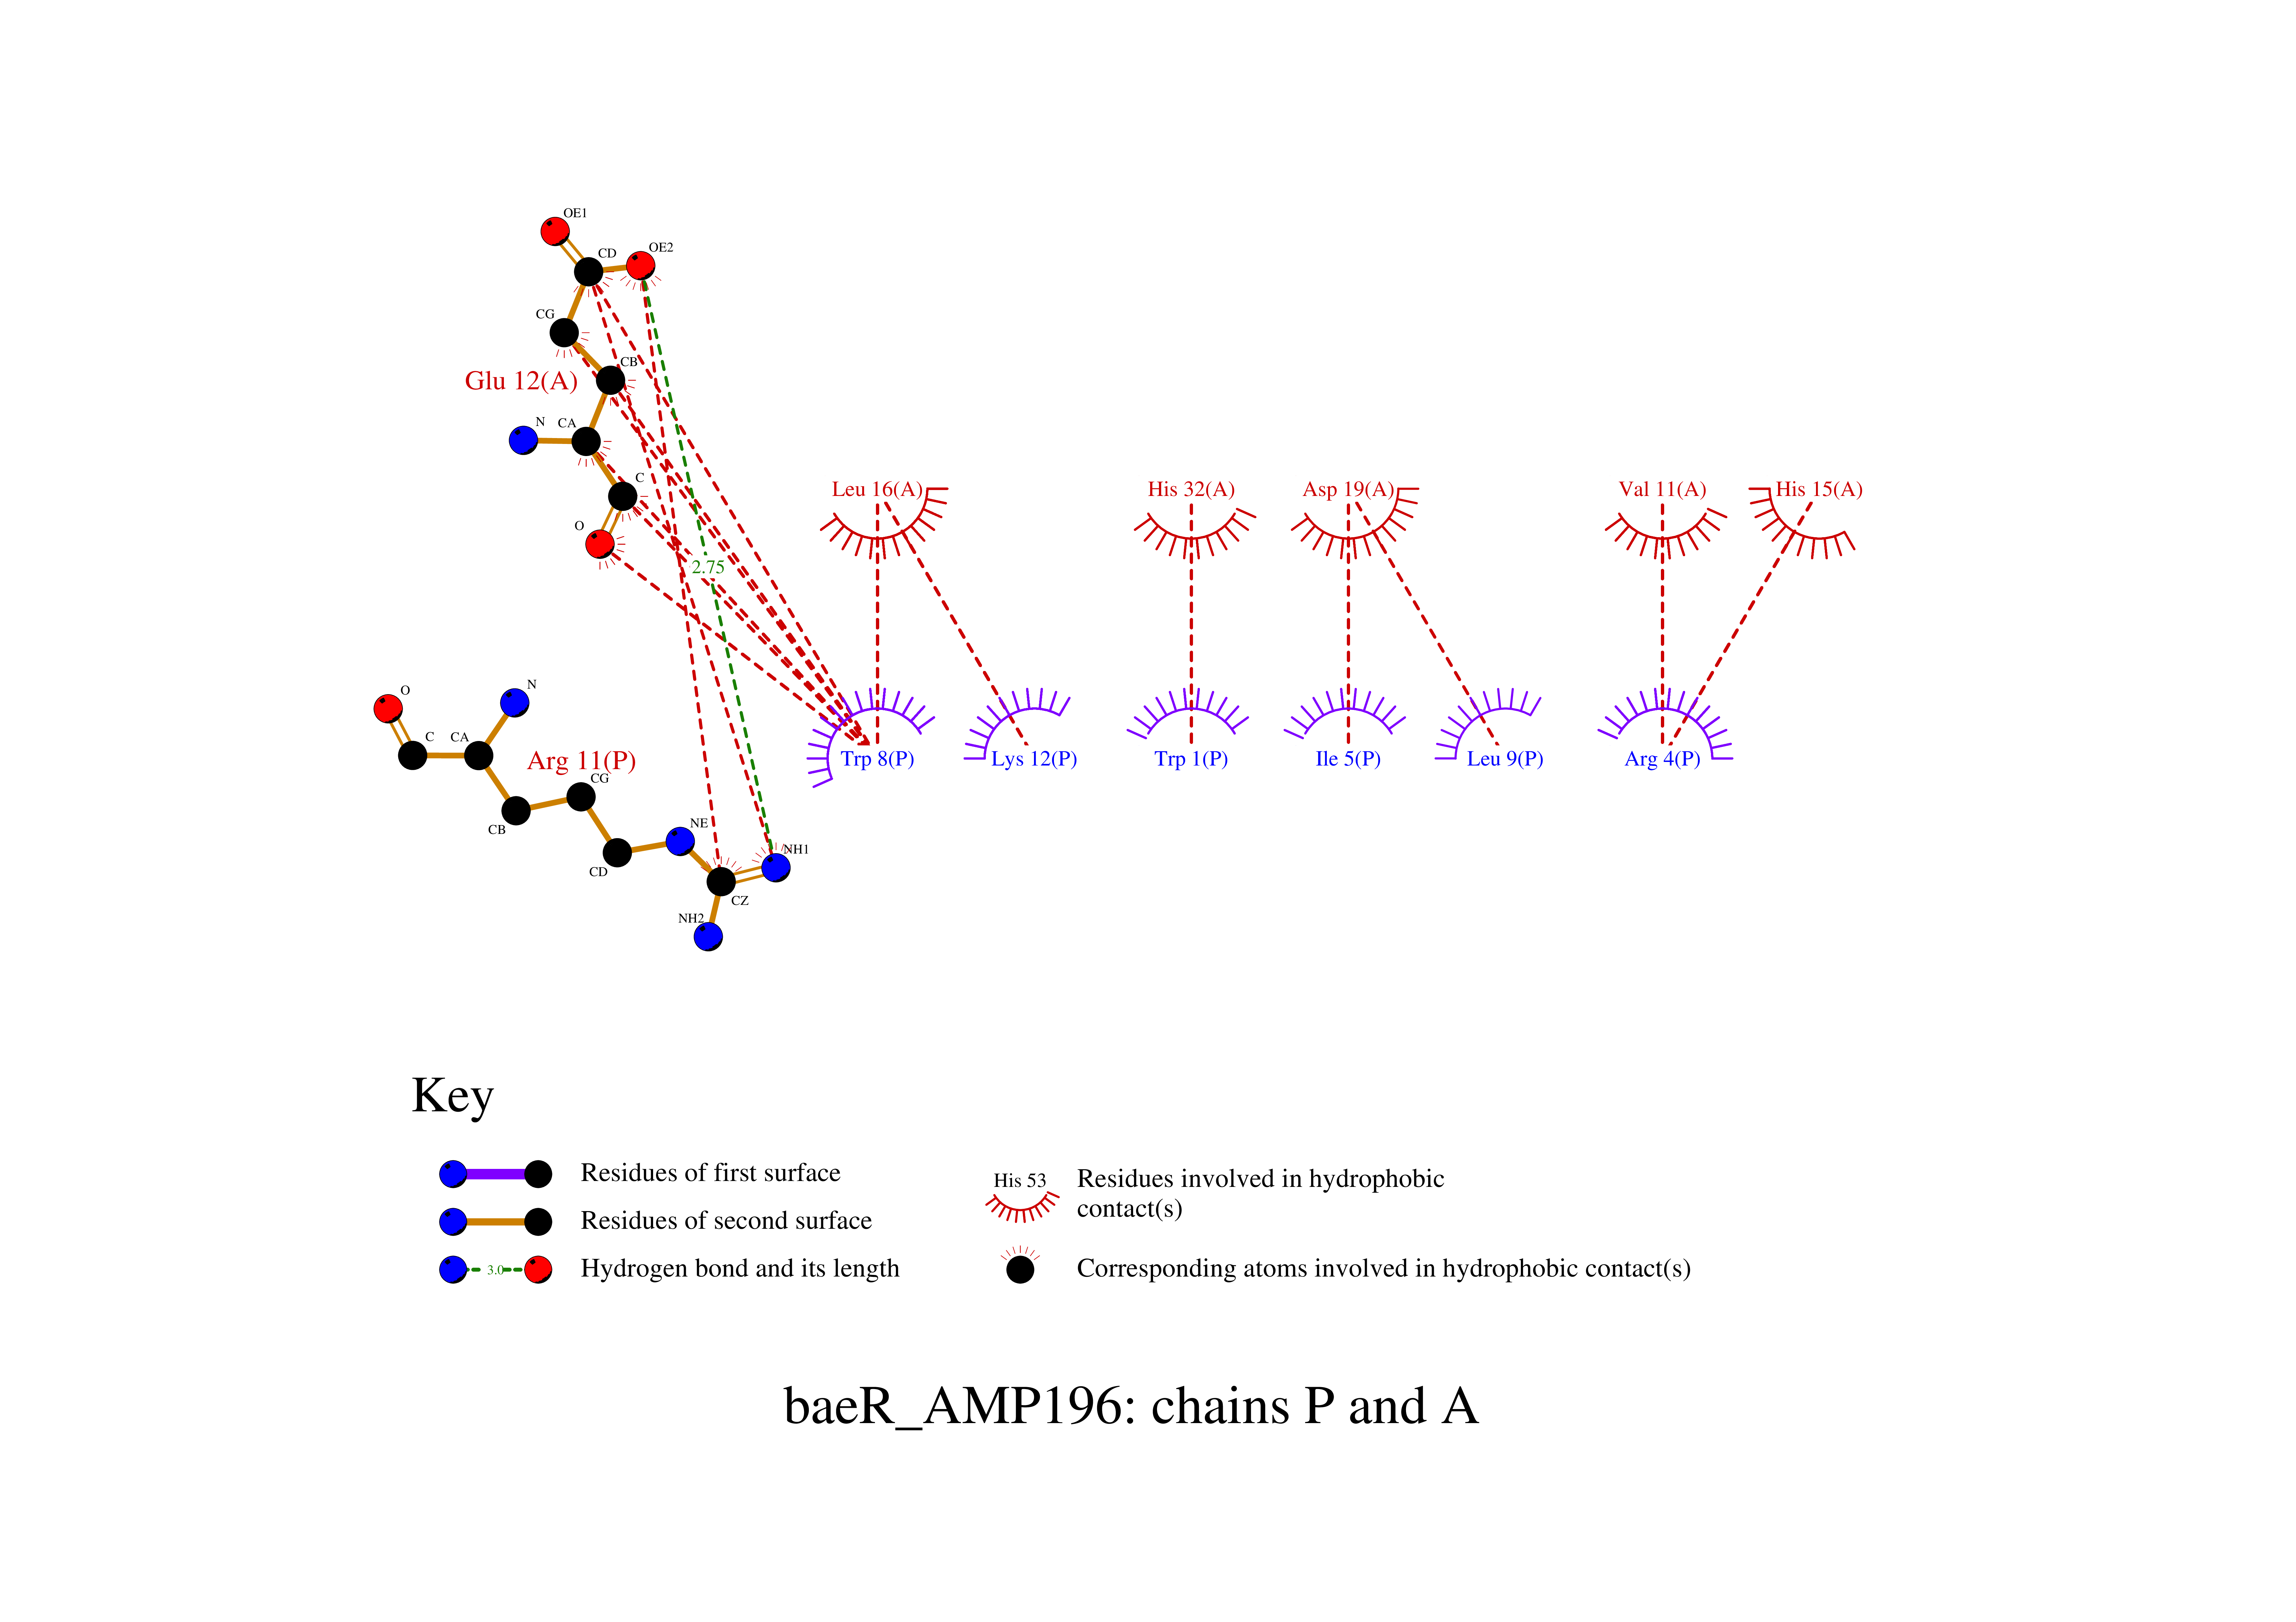 OE1
OE2
CD
CG
CB
Glu 12(A)
N
CA
C
O
2.75
Leu 16(A)
His 32(A)
Asp 19(A)
Val 11(A)
His 15(A)
O
N
C
CA
Arg 11(P)
CG
CB
NE
CD
NH1
CZ
NH2
Trp 8(P)
Lys 12(P)
Trp 1(P)
Ile 5(P)
Leu 9(P)
Arg 4(P)
Key
Residues of first surface
Residues of second surface
3.0
Hydrogen bond and its length
His 53
Residues involved in hydrophobic
contact(s)
Corresponding atoms involved in hydrophobic contact(s)
baeR_AMP196: chains P and A